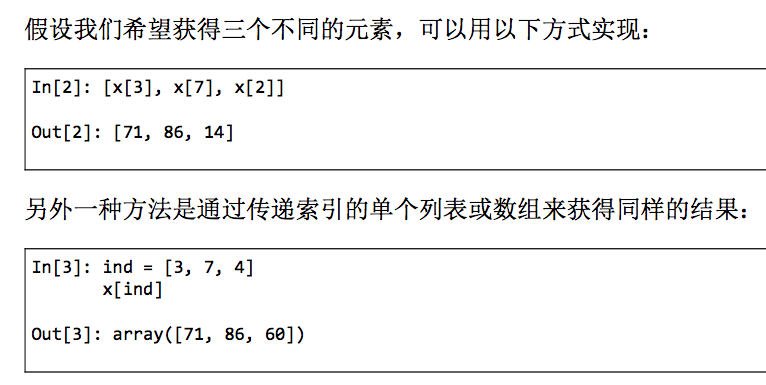 假设我们希望获得三个不同的元素，可以用以下方式实现：
In[2]: [x[3], x[7], x[2]]
Out[2]: [71, 86, 14]
另外一种方法是通过传递索引的单个列表或数组来获得同样的结果：
In[3]: ind = [3, 7, 4]
x[ind]
Out[3]: array([71, 86, 60])